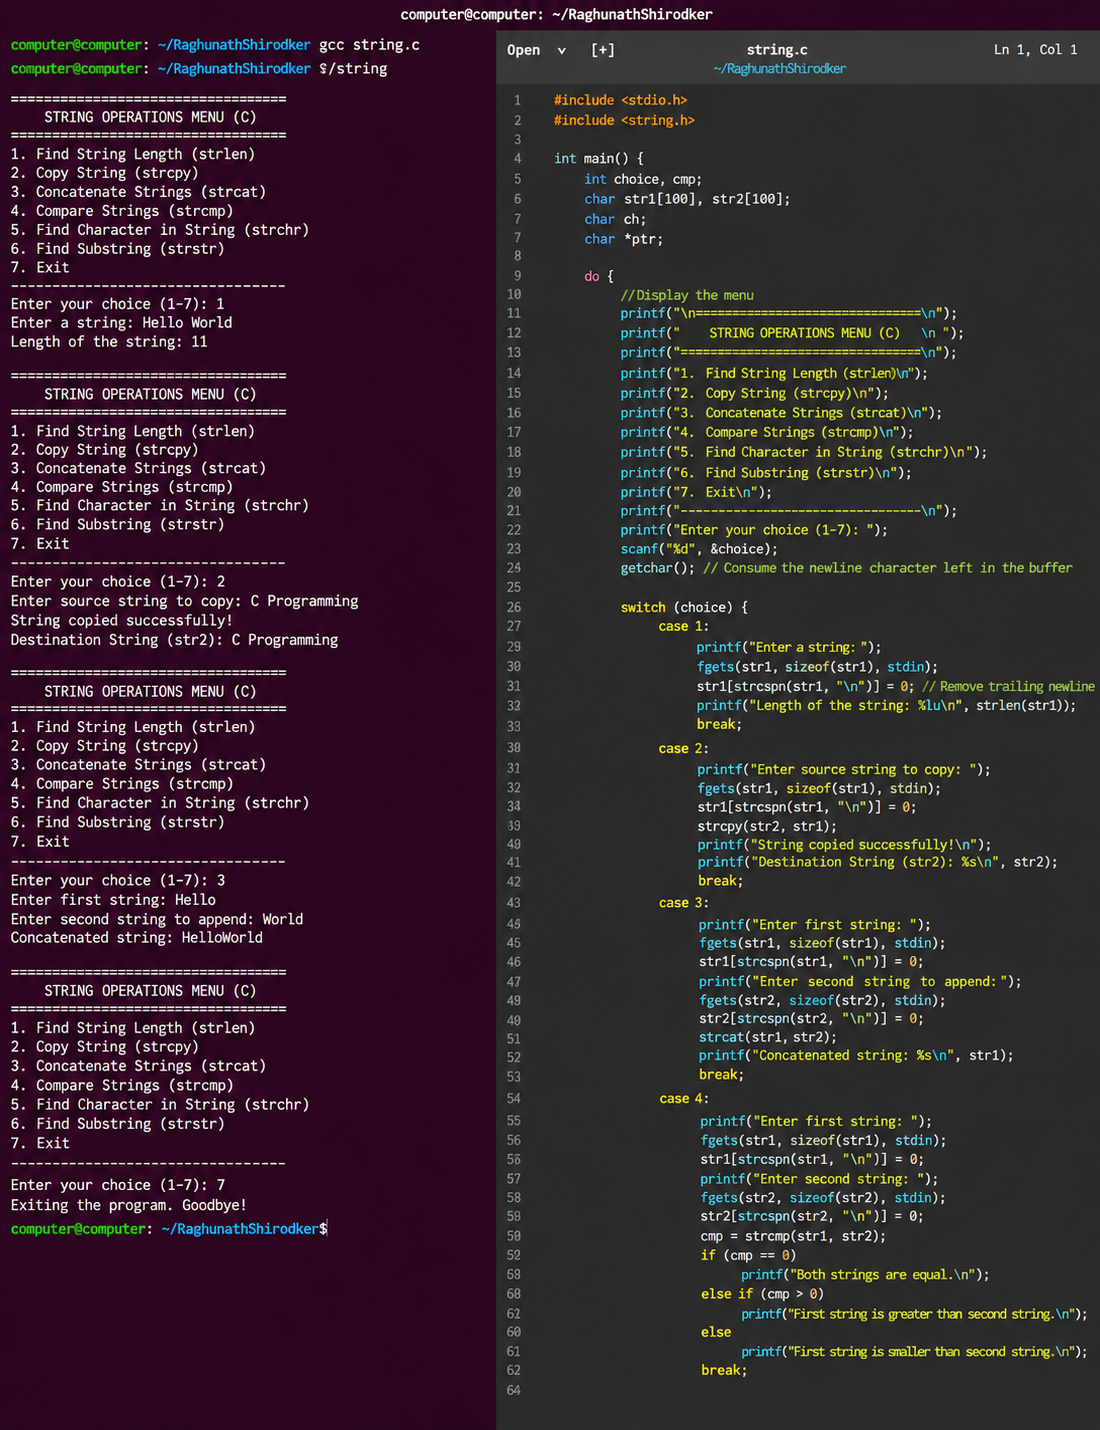 computer@computer: ~/RaghunathShirodker
computer@computer: ~/RaghunathShirodker gcc string.c
computer@computer: ~/RaghunathShirodker $/string
==================================
STRING OPERATIONS MENU (C)
==================================
1. Find String Length (strlen)
2. Copy String (strcpy)
3. Concatenate Strings (strcat)
4. Compare Strings (strcmp)
5. Find Character in String (strchr)
6. Find Substring (strstr)
7. Exit
---------------------------------
Enter your choice (1-7): 1
Enter a string: Hello World
Length of the string: 11
==================================
STRING OPERATIONS MENU (C)
==================================
1. Find String Length (strlen)
2. Copy String (strcpy)
3. Concatenate Strings (strcat)
4. Compare Strings (strcmp)
5. Find Character in String (strchr)
6. Find Substring (strstr)
7. Exit
---------------------------------
Enter your choice (1-7): 2
Enter source string to copy: C Programming
String copied successfully!
Destination String (str2): C Programming
==================================
STRING OPERATIONS MENU (C)
==================================
1. Find String Length (strlen)
2. Copy String (strcpy)
3. Concatenate Strings (strcat)
4. Compare Strings (strcmp)
5. Find Character in String (strchr)
6. Find Substring (strstr)
7. Exit
---------------------------------
Enter your choice (1-7): 3
Enter first string: Hello
Enter second string to append: World
Concatenated string: HelloWorld
==================================
STRING OPERATIONS MENU (C)
==================================
1. Find String Length (strlen)
2. Copy String (strcpy)
3. Concatenate Strings (strcat)
4. Compare Strings (strcmp)
5. Find Character in String (strchr)
6. Find Substring (strstr)
7. Exit
---------------------------------
Enter your choice (1-7): 7
Exiting the program. Goodbye!
computer@computer: ~/RaghunathShirodker$
Open [+] string.c Ln 1, Col 1
~/RaghunathShirodker
1 #include <stdio.h>
2 #include <string.h>
3
4 int main() {
5 int choice, cmp;
6 char str1[100], str2[100];
7 char ch;
7 char *ptr;
8
9 do {
10 //Display the menu
11 printf("\n==============================\n");
12 printf("    STRING OPERATIONS MENU (C)   \n ");
13 printf("================================\n");
14 printf("1. Find String Length (strlen)\n");
15 printf("2. Copy String (strcpy)\n");
16 printf("3. Concatenate Strings (strcat)\n");
17 printf("4. Compare Strings (strcmp)\n");
18 printf("5. Find Character in String (strchr)\n");
19 printf("6. Find Substring (strstr)\n");
20 printf("7. Exit\n");
21 printf("--------------------------------\n");
22 printf("Enter your choice (1-7): ");
23 scanf("%d", &choice);
24 getchar(); // Consume the newline character left in the buffer
25
26 switch (choice) {
27 case 1:
29 printf("Enter a string: ");
30 fgets(str1, sizeof(str1), stdin);
31 str1[strcspn(str1, "\n")] = 0; // Remove trailing newline
32 printf("Length of the string: %lu\n", strlen(str1));
33 break;
30 case 2:
31 printf("Enter source string to copy: ");
32 fgets(str1, sizeof(str1), stdin);
34 str1[strcspn(str1, "\n")] = 0;
39 strcpy(str2, str1);
40 printf("String copied successfully!\n");
41 printf("Destination String (str2): %s\n", str2);
42 break;
43 case 3:
46 printf("Enter first string: ");
45 fgets(str1, sizeof(str1), stdin);
46 str1[strcspn(str1, "\n")] = 0;
47 printf("Enter second string to append: ");
49 fgets(str2, sizeof(str2), stdin);
40 str2[strcspn(str2, "\n")] = 0;
51 strcat(str1, str2);
52 printf("Concatenated string: %s\n", str1);
53 break;
54 case 4:
55 printf("Enter first string: ");
56 fgets(str1, sizeof(str1), stdin);
56 str1[strcspn(str1, "\n")] = 0;
57 printf("Enter second string: ");
58 fgets(str2, sizeof(str2), stdin);
59 str2[strcspn(str2, "\n")] = 0;
50 cmp = strcmp(str1, str2);
52 if (cmp == 0)
68 printf("Both strings are equal.\n");
68 else if (cmp > 0)
62 printf("First string is greater than second string.\n");
60 else
61 printf("First string is smaller than second string.\n");
62 break;
64